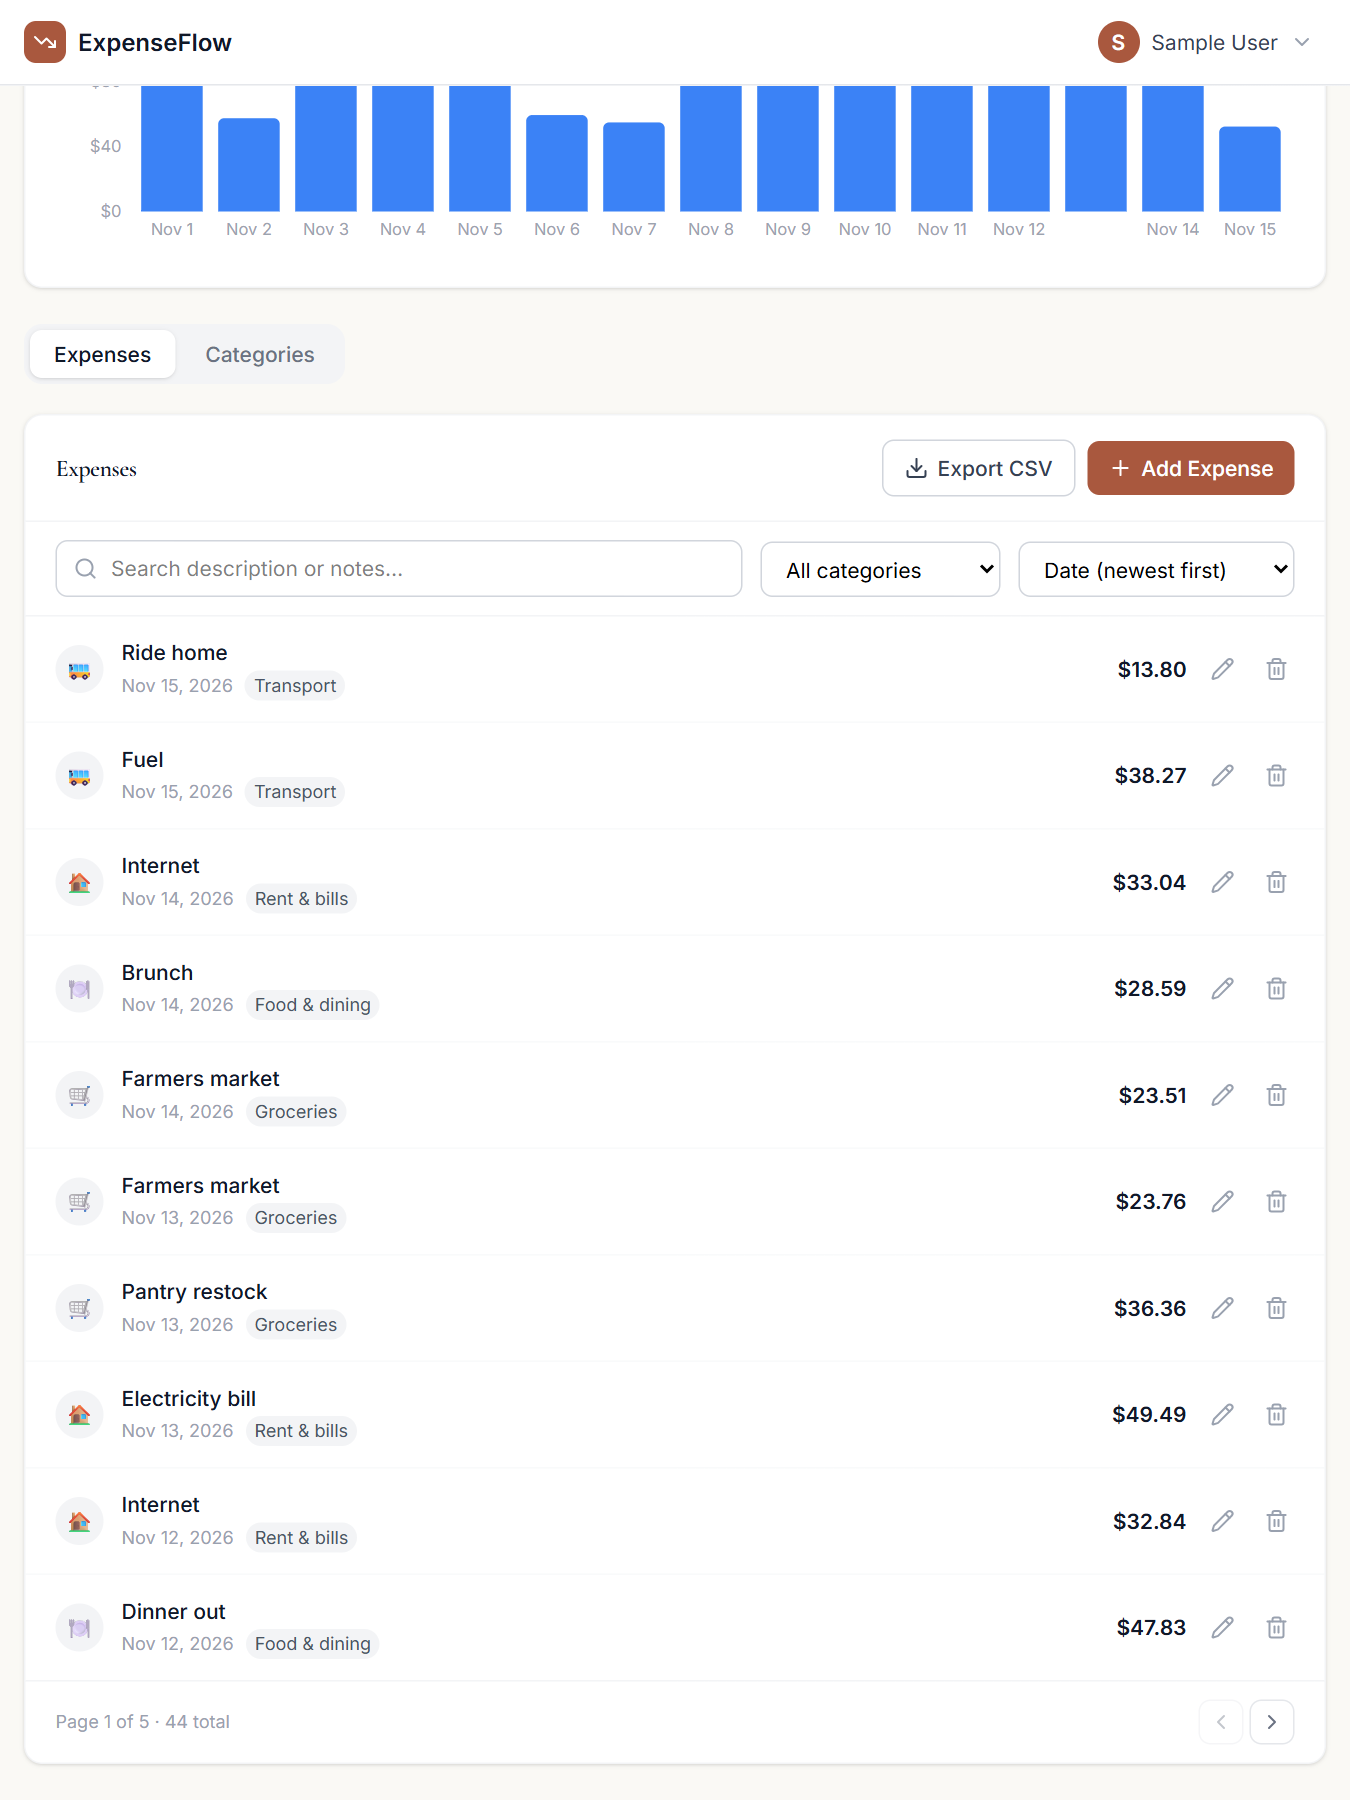 ExpenseFlow
S Sample User
$40
$0
Nov 1 Nov 2 Nov 3 Nov 4 Nov 5 Nov 6 Nov 7 Nov 8 Nov 9 Nov 10 Nov 11 Nov 12 Nov 14 Nov 15
Expenses Categories
Expenses
Export CSV
+ Add Expense
Search description or notes...
All categories
Date (newest first)
Ride home
Nov 15, 2026 Transport
$13.80
Fuel
Nov 15, 2026 Transport
$38.27
Internet
Nov 14, 2026 Rent & bills
$33.04
Brunch
Nov 14, 2026 Food & dining
$28.59
Farmers market
Nov 14, 2026 Groceries
$23.51
Farmers market
Nov 13, 2026 Groceries
$23.76
Pantry restock
Nov 13, 2026 Groceries
$36.36
Electricity bill
Nov 13, 2026 Rent & bills
$49.49
Internet
Nov 12, 2026 Rent & bills
$32.84
Dinner out
Nov 12, 2026 Food & dining
$47.83
Page 1 of 5 · 44 total